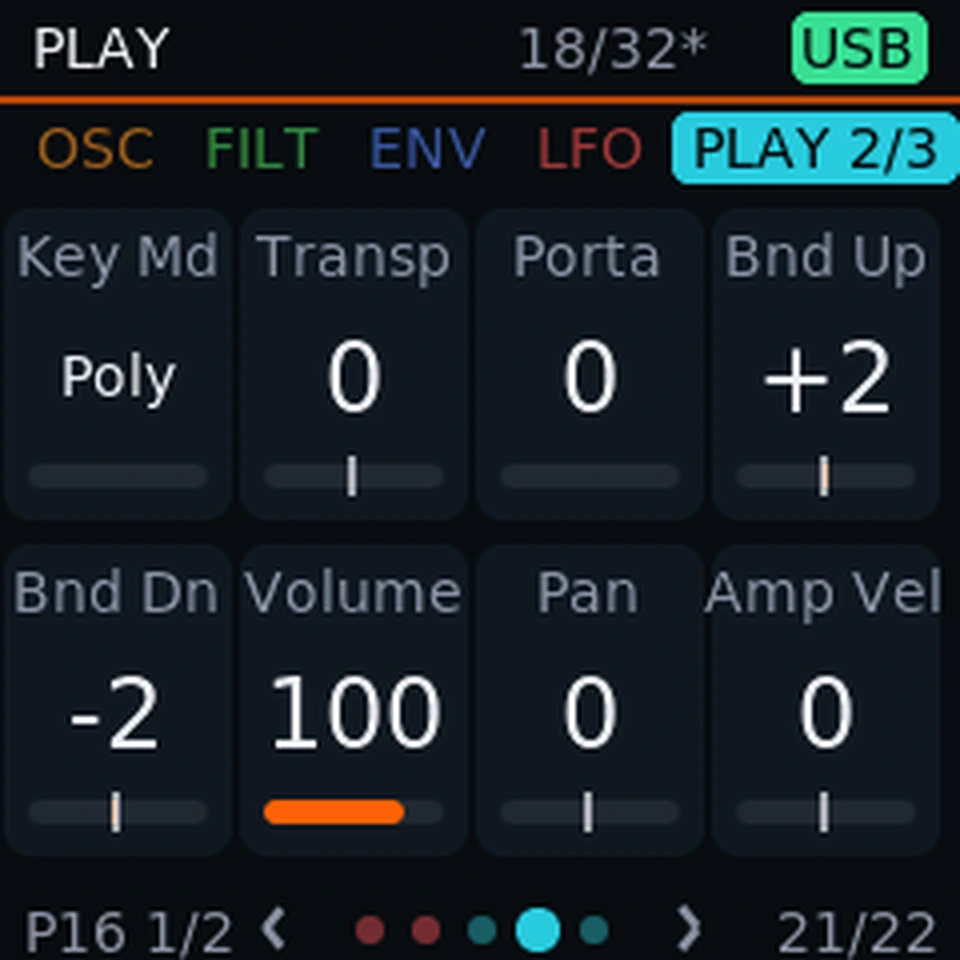 PLAY 18/32* USB
OSC FILT ENV LFO PLAY 2/3
Key Md Transp Porta Bnd Up
Poly 0 0 +2
Bnd Dn Volume Pan Amp Vel
-2 100 0 0
P16 1/2 21/22